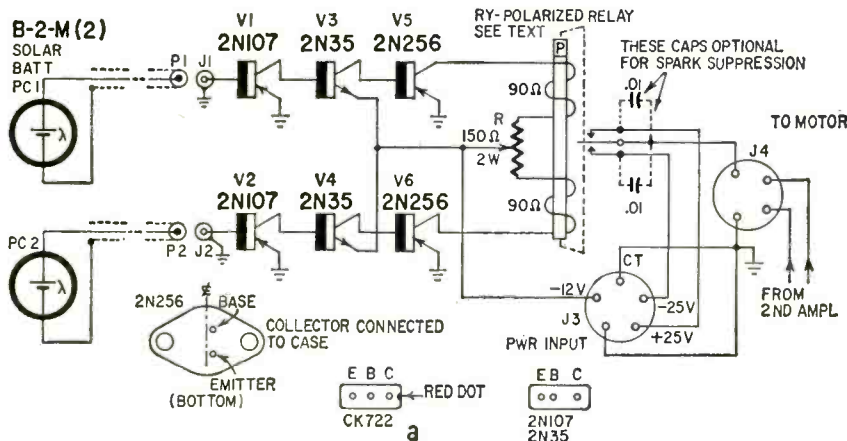 B-2-M (2)
SOLAR
BATT
PC1
λ
P1 J1
V1
2N107
V3
2N35
V5
2N256
RY-POLARIZED RELAY
SEE TEXT
P
90Ω
R
150Ω
2W
90Ω
THESE CAPS OPTIONAL
FOR SPARK SUPPRESSION
.01
.01
TO MOTOR
J4
PC2
λ
P2 J2
V2
2N107
V4
2N35
V6
2N256
CT
-12V
-25V
+25V
J3
PWR INPUT
FROM
2ND AMPL
2N256
BASE
COLLECTOR CONNECTED
TO CASE
EMITTER
(BOTTOM)
E B C
RED DOT
CK722
E B C
2N107
2N35
a